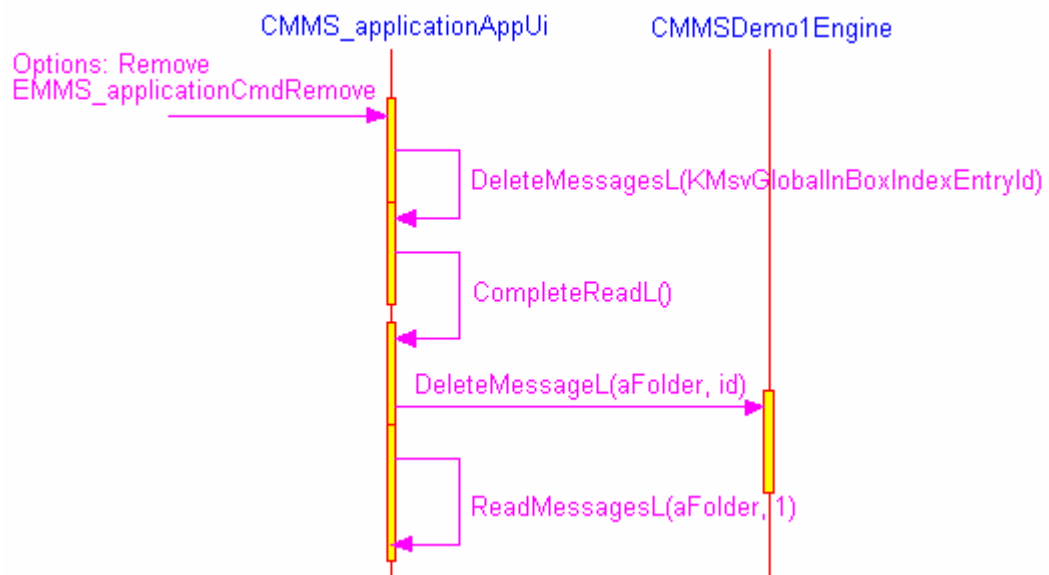 CMMS_applicationAppUi
CMMSDemo1Engine
Options: Remove
EMMS_applicationCmdRemove
DeleteMessagesL(KMsvGlobalInBoxIndexEntryId)
CompleteReadL()
DeleteMessageL(aFolder, id)
ReadMessagesL(aFolder, 1)